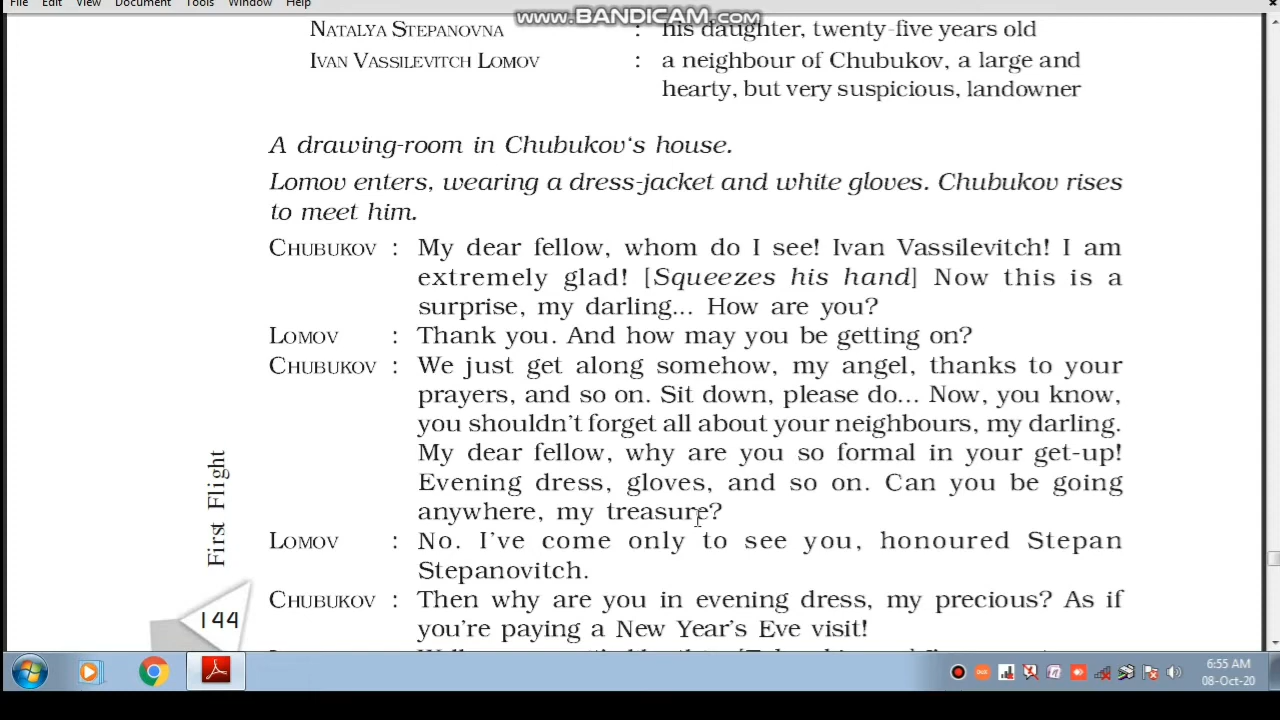 File Edit View Document Tools Window Help
www.BANDICAM.com
NATALYA STEPANOVNA : his daughter, twenty-five years old
IVAN VASSILEVITCH LOMOV : a neighbour of Chubukov, a large and
hearty, but very suspicious, landowner
A drawing-room in Chubukov‘s house.
Lomov enters, wearing a dress-jacket and white gloves. Chubukov rises
to meet him.
CHUBUKOV : My dear fellow, whom do I see! Ivan Vassilevitch! I am
extremely glad! [Squeezes his hand] Now this is a
surprise, my darling... How are you?
LOMOV : Thank you. And how may you be getting on?
CHUBUKOV : We just get along somehow, my angel, thanks to your
prayers, and so on. Sit down, please do... Now, you know,
you shouldn’t forget all about your neighbours, my darling.
My dear fellow, why are you so formal in your get-up!
Evening dress, gloves, and so on. Can you be going
anywhere, my treasure?
LOMOV : No. I’ve come only to see you, honoured Stepan
Stepanovitch.
CHUBUKOV : Then why are you in evening dress, my precious? As if
you’re paying a New Year’s Eve visit!
First Flight
144
6:55 AM
08-Oct-20